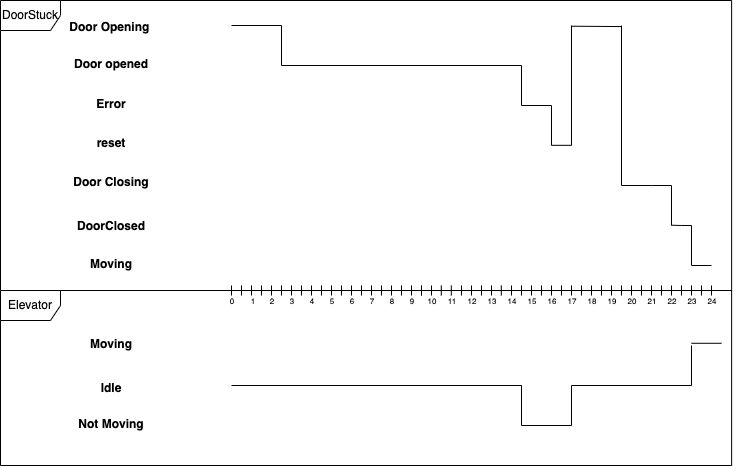 DoorStuck
Door Opening
Door opened
Error
reset
Door Closing
DoorClosed
Moving
0 1 2 3 4 5 6 7 8 9 10 11 12 13 14 15 16 17 18 19 20 21 22 23 24
Elevator
Moving
Idle
Not Moving